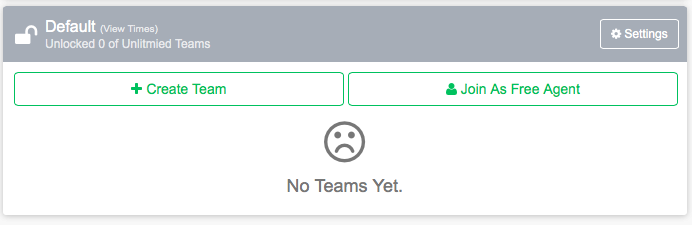 Default (View Times)
Unlocked 0 of Unlitmied Teams
Settings
Create Team
Join As Free Agent
No Teams Yet.